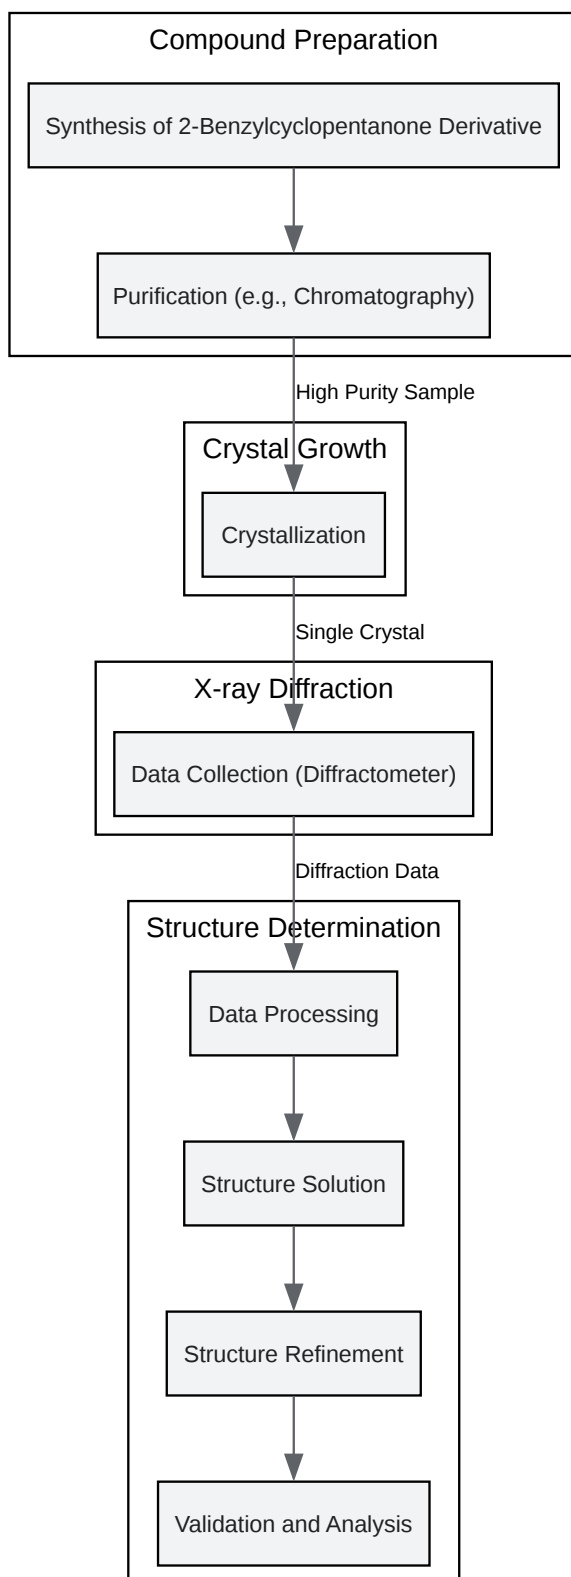 Compound Preparation
Synthesis of 2-Benzylcyclopentanone Derivative
Purification (e.g., Chromatography)
High Purity Sample
Crystal Growth
Crystallization
Single Crystal
X-ray Diffraction
Data Collection (Diffractometer)
Diffraction Data
Structure Determination
Data Processing
Structure Solution
Structure Refinement
Validation and Analysis